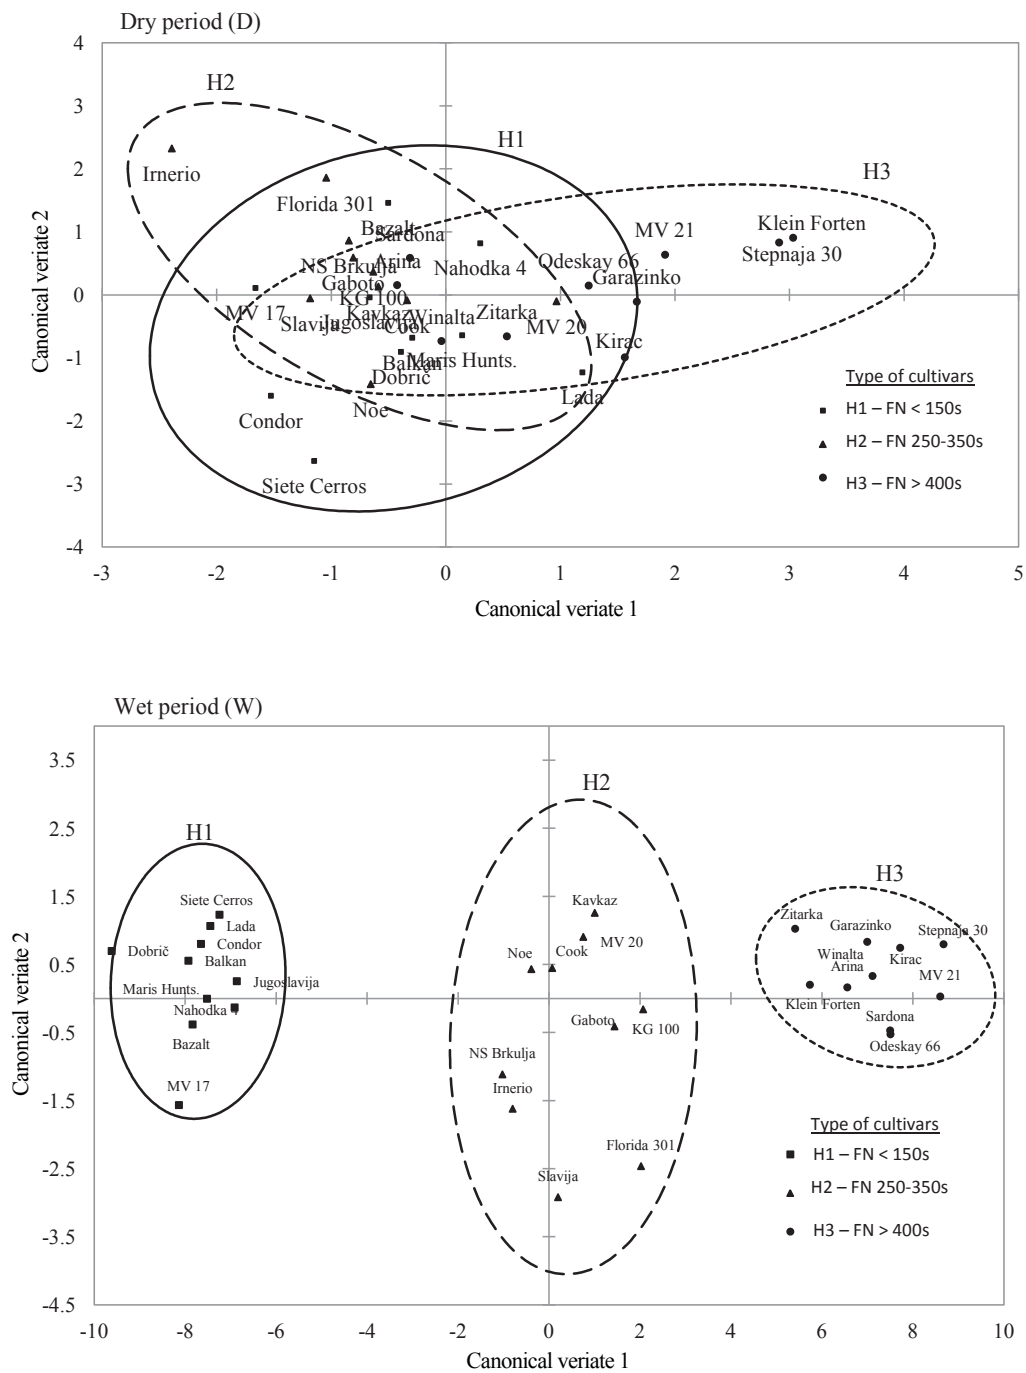 Dry period (D)
4
3
2
1
0
-1
-2
-3
-4
-3
-2
-1
0
1
2
3
4
5
Canonical veriate 2
Canonical veriate 1
H2
H1
H3
Irnerio
Florida 301
Bazalt
Sardona
Nahodka 4
MV 21
Klein Forten
Stepnaja 30
Odeskay 66
Garazinko
NS Brkulja
Arina
Gaboto
KG 100
MV 17
Slavija
Jugoslavija
Kavkaz
Cook
Winalta
Zitarka
MV 20
Kirac
Balkan
Maris Hunts.
Dobrič
Noe
Lada
Condor
Siete Cerros
Type of cultivars
H1 – FN < 150s
H2 – FN 250-350s
H3 – FN > 400s
Wet period (W)
3.5
2.5
1.5
0.5
-0.5
-1.5
-2.5
-3.5
-4.5
-10
-8
-6
-4
-2
0
2
4
6
8
10
Canonical veriate 2
Canonical veriate 1
H1
H2
H3
Siete Cerros
Lada
Condor
Dobrič
Balkan
Jugoslavija
Maris Hunts.
Nahodka 4
Bazalt
MV 17
Kavkaz
MV 20
Cook
Noe
Gaboto
KG 100
NS Brkulja
Irnerio
Florida 301
Slavija
Zitarka
Garazinko
Stepnaja 30
Winalta
Kirac
Arina
MV 21
Klein Forten
Sardona
Odeskay 66
Type of cultivars
H1 – FN < 150s
H2 – FN 250-350s
H3 – FN > 400s